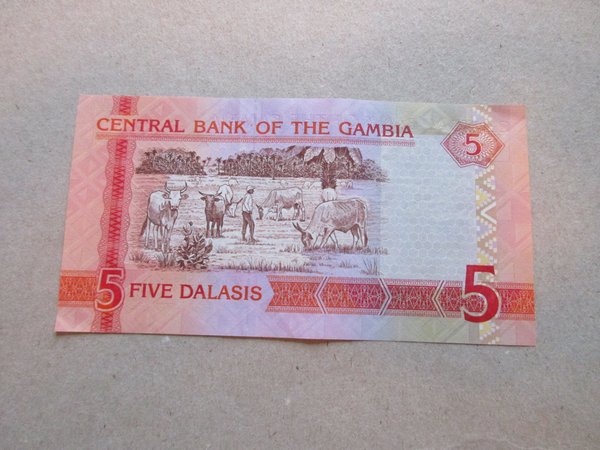 CENTRAL BANK OF THE GAMBIA
5
5 FIVE DALASIS
5